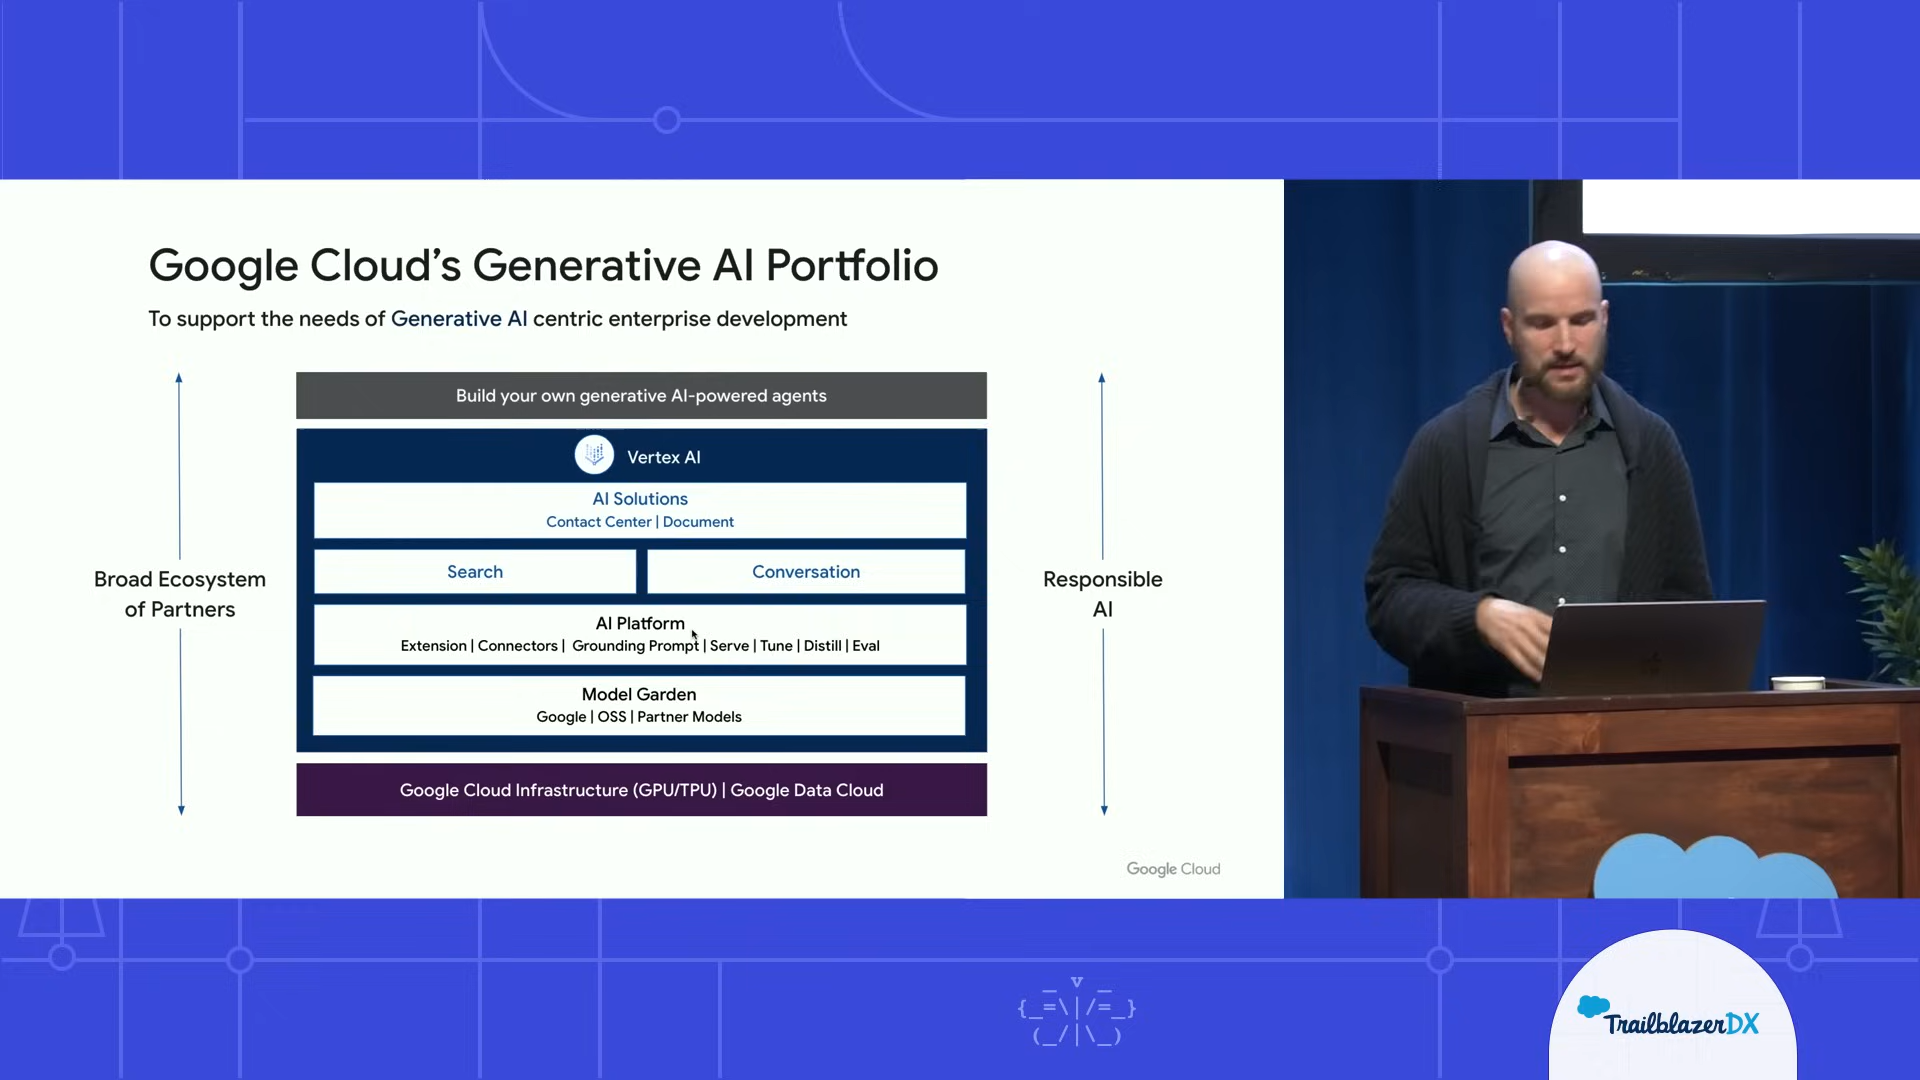 Google Cloud's Generative AI Portfolio
To support the needs of Generative AI centric enterprise development
Build your own generative AI-powered agents
Vertex AI
AI Solutions
Contact Center | Document
Search
Conversation
AI Platform
Extension | Connectors | Grounding Prompt | Serve | Tune | Distill | Eval
Model Garden
Google | OSS | Partner Models
Google Cloud Infrastructure (GPU/TPU) | Google Data Cloud
Broad Ecosystem
of Partners
Responsible
AI
Google Cloud
TrailblazerDX